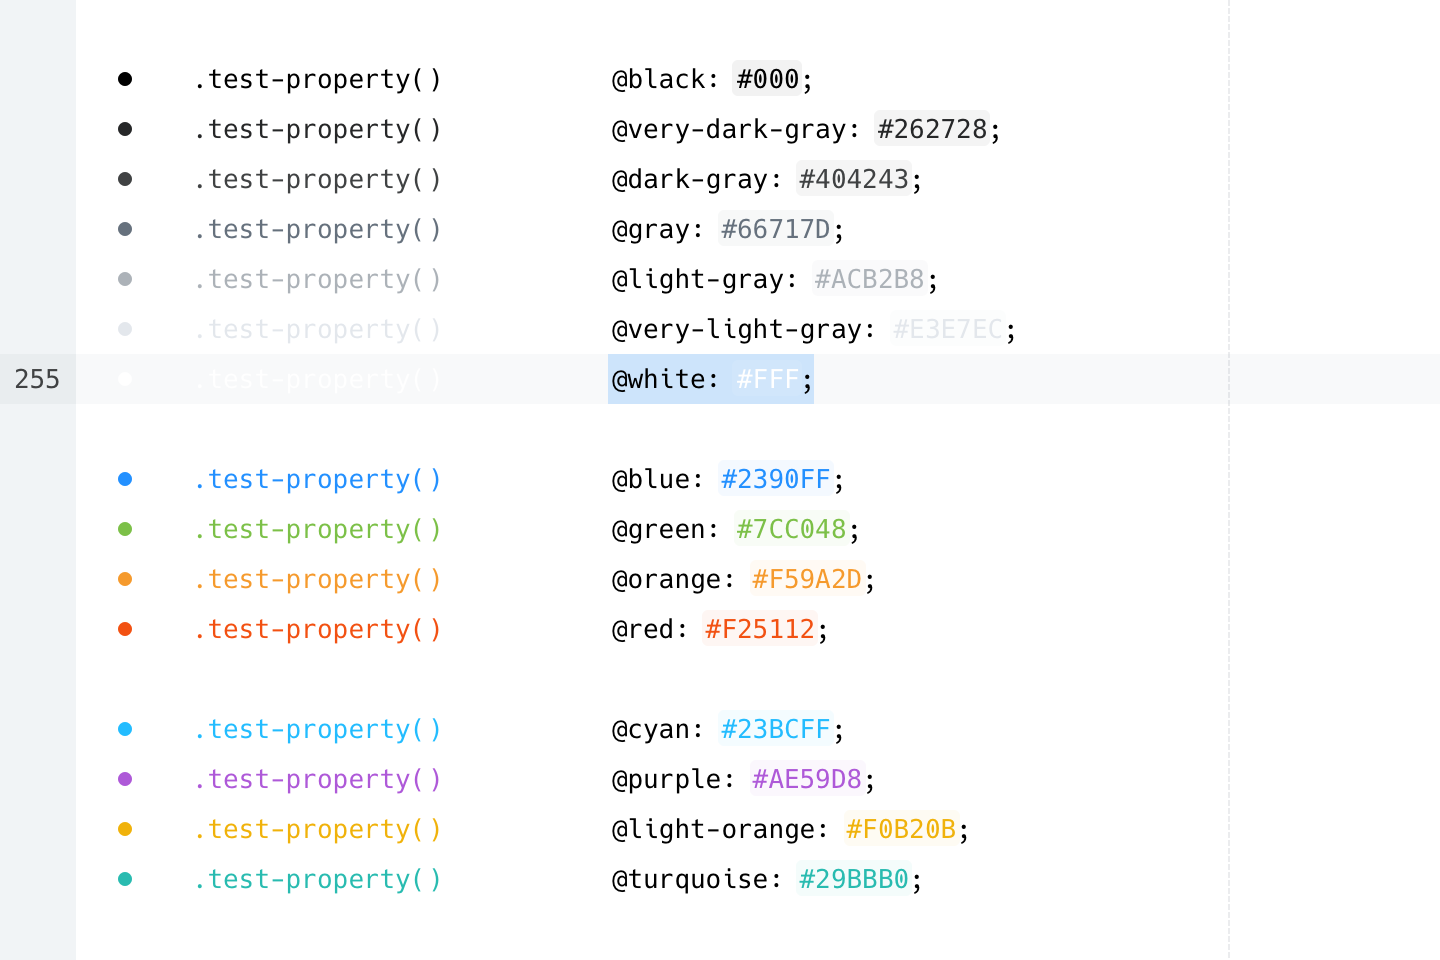 .test-property() @black: #000;
.test-property() @very-dark-gray: #262728;
.test-property() @dark-gray: #404243;
.test-property() @gray: #66717D;
.test-property() @light-gray: #ACB2B8;
.test-property() @very-light-gray: #E3E7EC;
255 .test-property() @white: #FFF;
.test-property() @blue: #2390FF;
.test-property() @green: #7CC048;
.test-property() @orange: #F59A2D;
.test-property() @red: #F25112;
.test-property() @cyan: #23BCFF;
.test-property() @purple: #AE59D8;
.test-property() @light-orange: #F0B20B;
.test-property() @turquoise: #29BBB0;